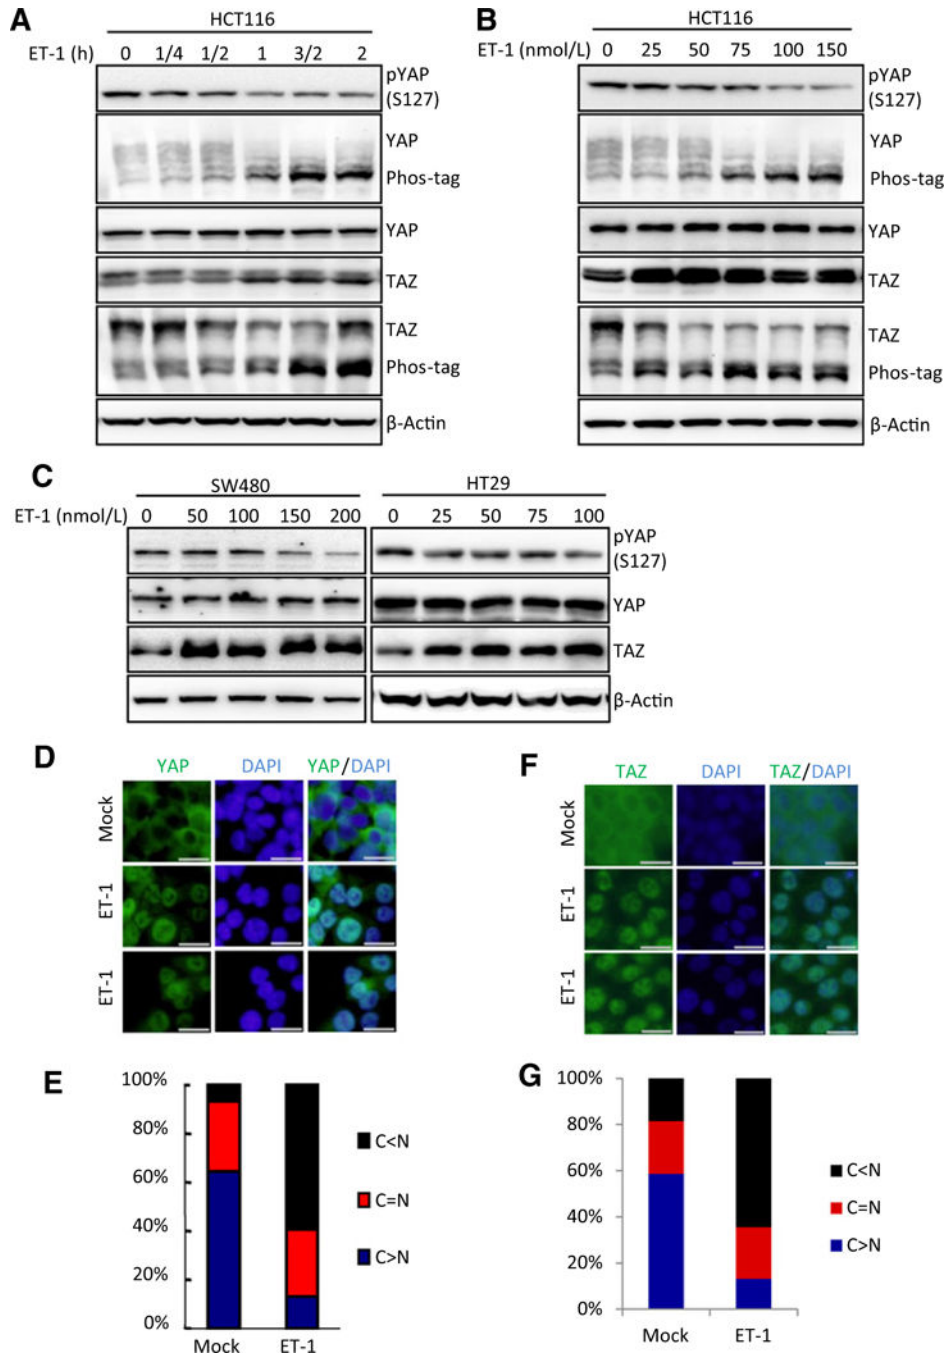 A
HCT116
ET-1 (h) 0 1/4 1/2 1 3/2 2
pYAP
(S127)
YAP
Phos-tag
YAP
TAZ
TAZ
Phos-tag
β-Actin
B
HCT116
ET-1 (nmol/L) 0 25 50 75 100 150
pYAP
(S127)
YAP
Phos-tag
YAP
TAZ
TAZ
Phos-tag
β-Actin
C
SW480 HT29
ET-1 (nmol/L) 0 50 100 150 200 0 25 50 75 100
pYAP
(S127)
YAP
TAZ
β-Actin
D
YAP DAPI YAP/DAPI
Mock
ET-1
ET-1
F
TAZ DAPI TAZ/DAPI
Mock
ET-1
ET-1
E
100%
80%
60%
40%
20%
0%
Mock ET-1
C<N
C=N
C>N
G
100%
80%
60%
40%
20%
0%
Mock ET-1
C<N
C=N
C>N